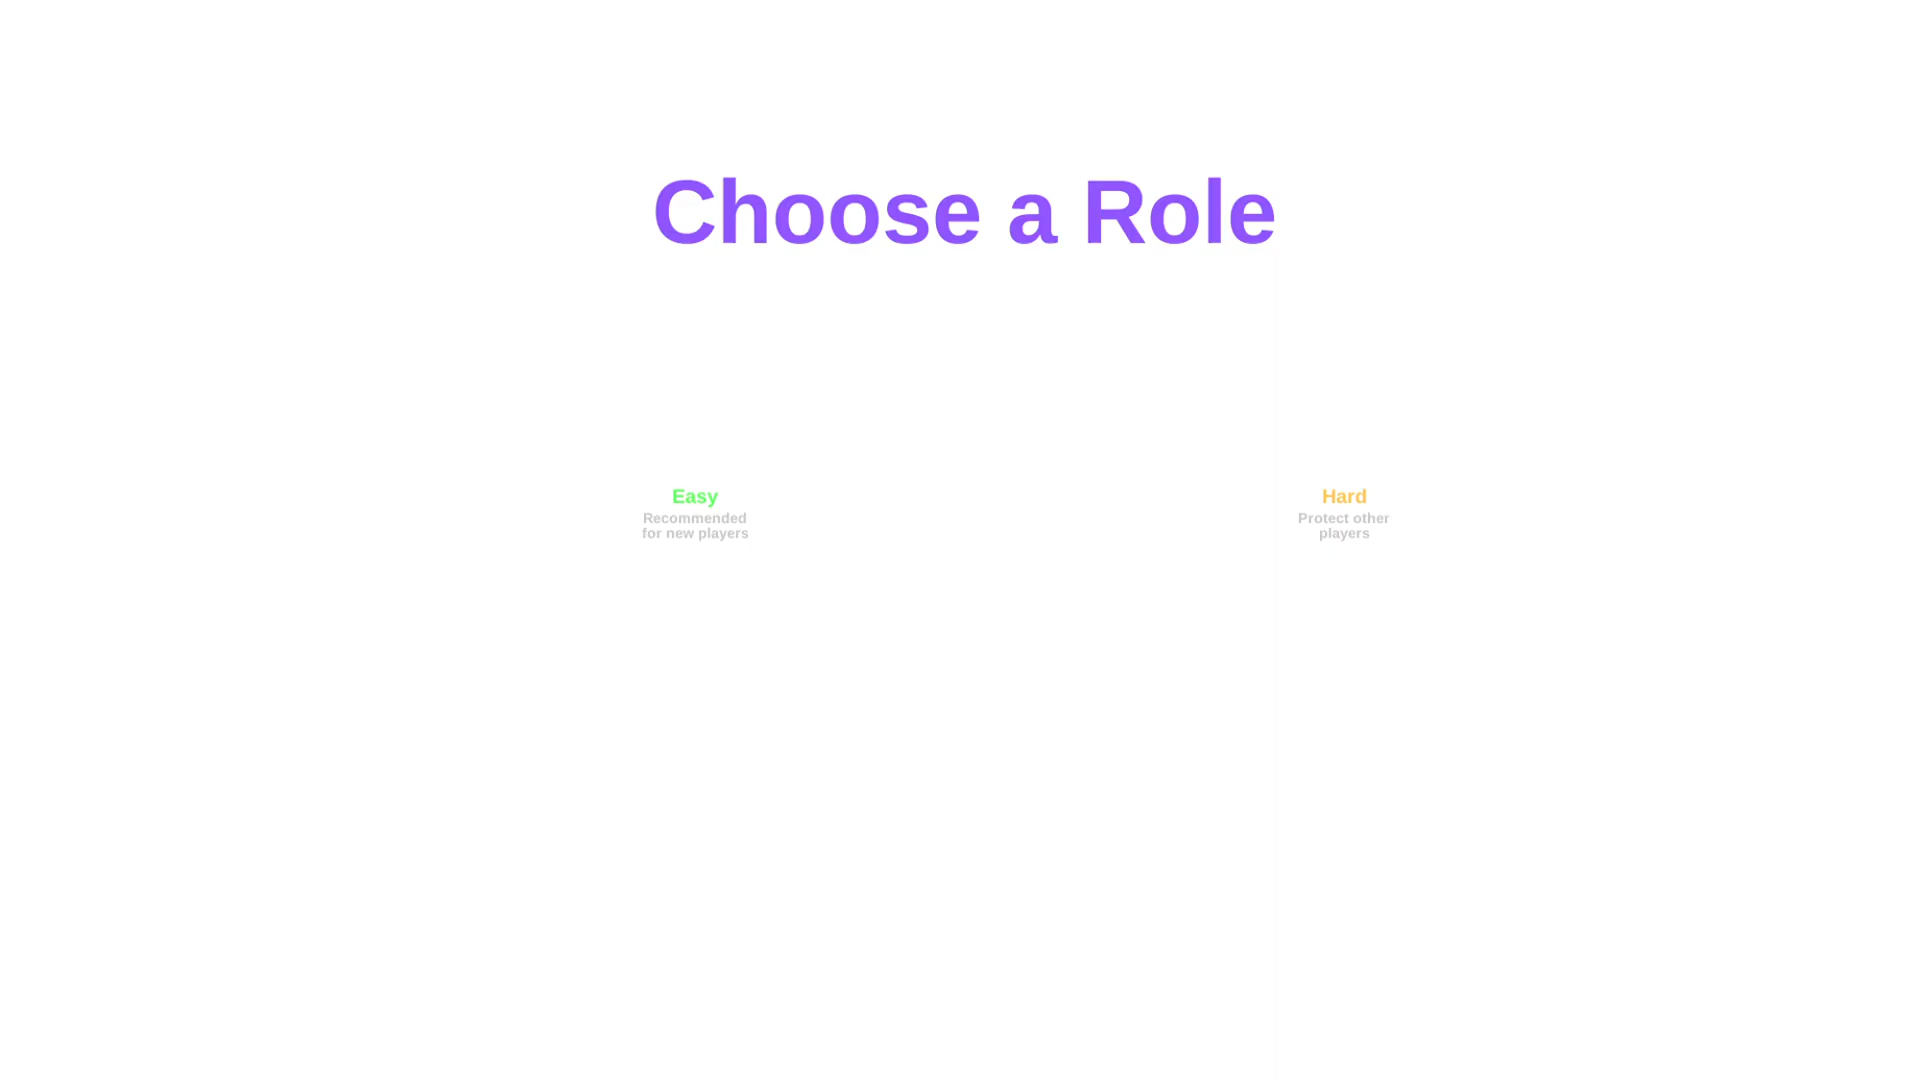 Choose a Role
Easy
Recommended
for new players
Hard
Protect other
players